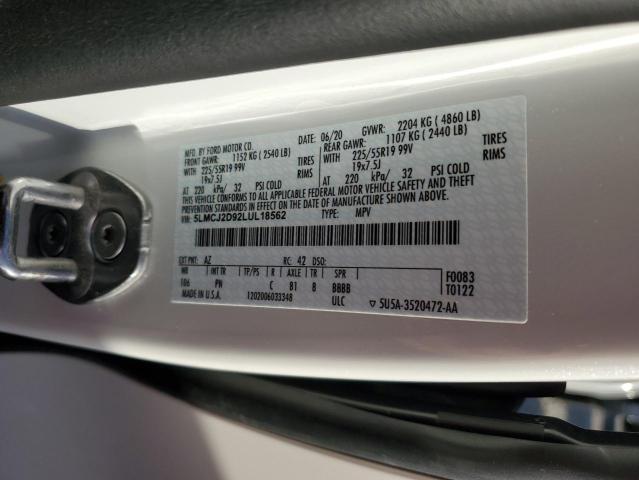 MFD. BY FORD MOTOR CO.
DATE: 06/20 GVWR: 2204 KG ( 4860 LB)
FRONT GAWR: 1152 KG ( 2540 LB) REAR GAWR: 1107 KG ( 2440 LB)
WITH 225/55R19 99V TIRES WITH 225/55R19 99V TIRES
19x7.5J RIMS 19x7.5J RIMS
AT 220 kPa/ 32 PSI COLD AT 220 kPa/ 32 PSI COLD
THIS VEHICLE CONFORMS TO ALL APPLICABLE FEDERAL MOTOR VEHICLE SAFETY AND THEFT
PREVENTION STANDARDS IN EFFECT ON THE DATE OF MANUFACTURE SHOWN ABOVE.
VIN: 5LMCJ2D92LUL18562 TYPE: MPV
EXT PNT: AZ RC: 42 DSO: F0083
WB INT TR TP/PS R AXLE TR SPR T0122
106 PN C B1 8 BBBB
MADE IN U.S.A. 1202006033348 ULC ▽ 5U5A-3520472-AA